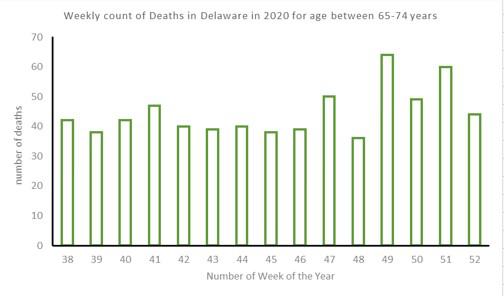 Weekly count of Deaths in Delaware in 2020 for age between 65-74 years
number of deaths
70
60
50
40
30
20
10
0
38 39 40 41 42 43 44 45 46 47 48 49 50 51 52
Number of Week of the Year